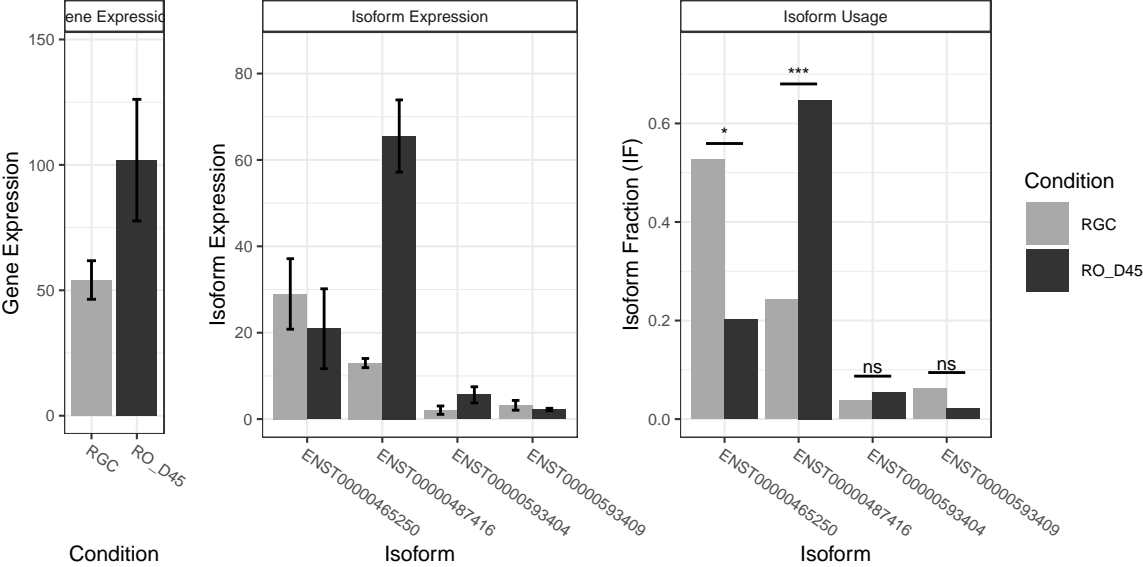 ene Expressio
Isoform Expression
Isoform Usage
Gene Expression
150
100
50
0
RGC
RO_D45
Condition
Isoform Expression
80
60
40
20
0
ENST00000465250
ENST00000487416
ENST00000593404
ENST00000593409
Isoform
Isoform Fraction (IF)
0.6
0.4
0.2
0.0
*
***
ns
ns
ENST00000465250
ENST00000487416
ENST00000593404
ENST00000593409
Isoform
Condition
RGC
RO_D45